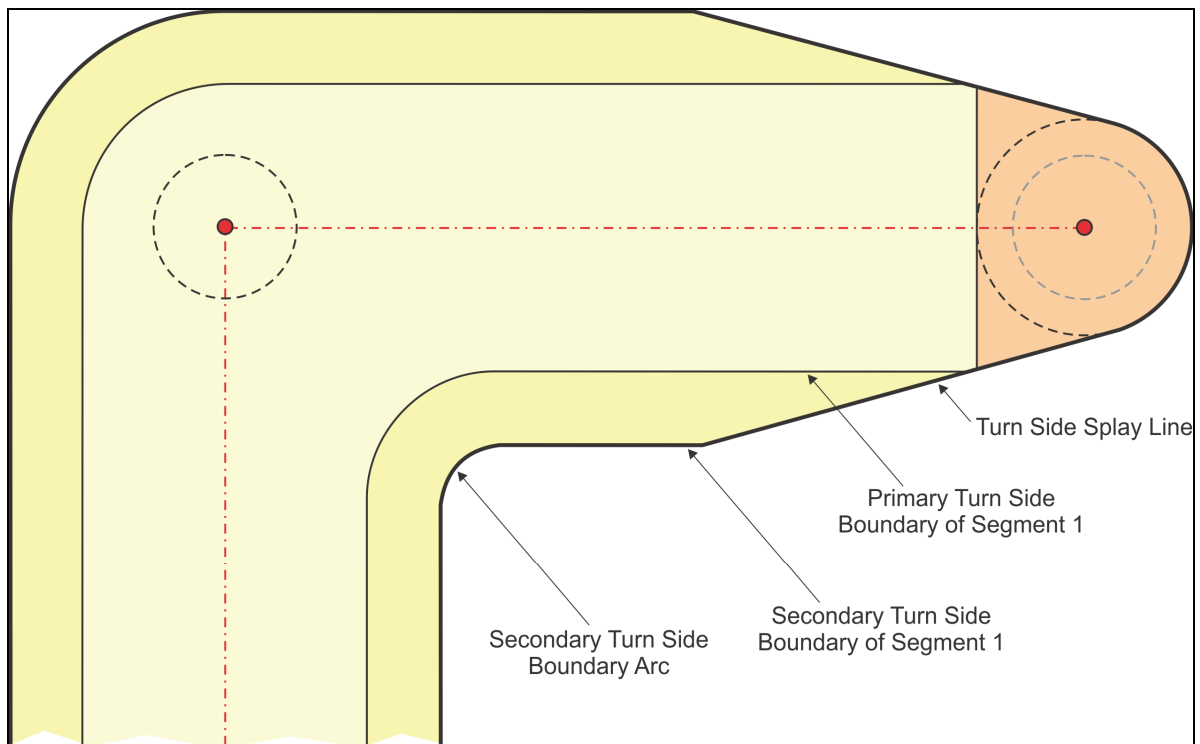 Turn Side Splay Line
Primary Turn Side
Boundary of Segment 1
Secondary Turn Side
Boundary of Segment 1
Secondary Turn Side
Boundary Arc